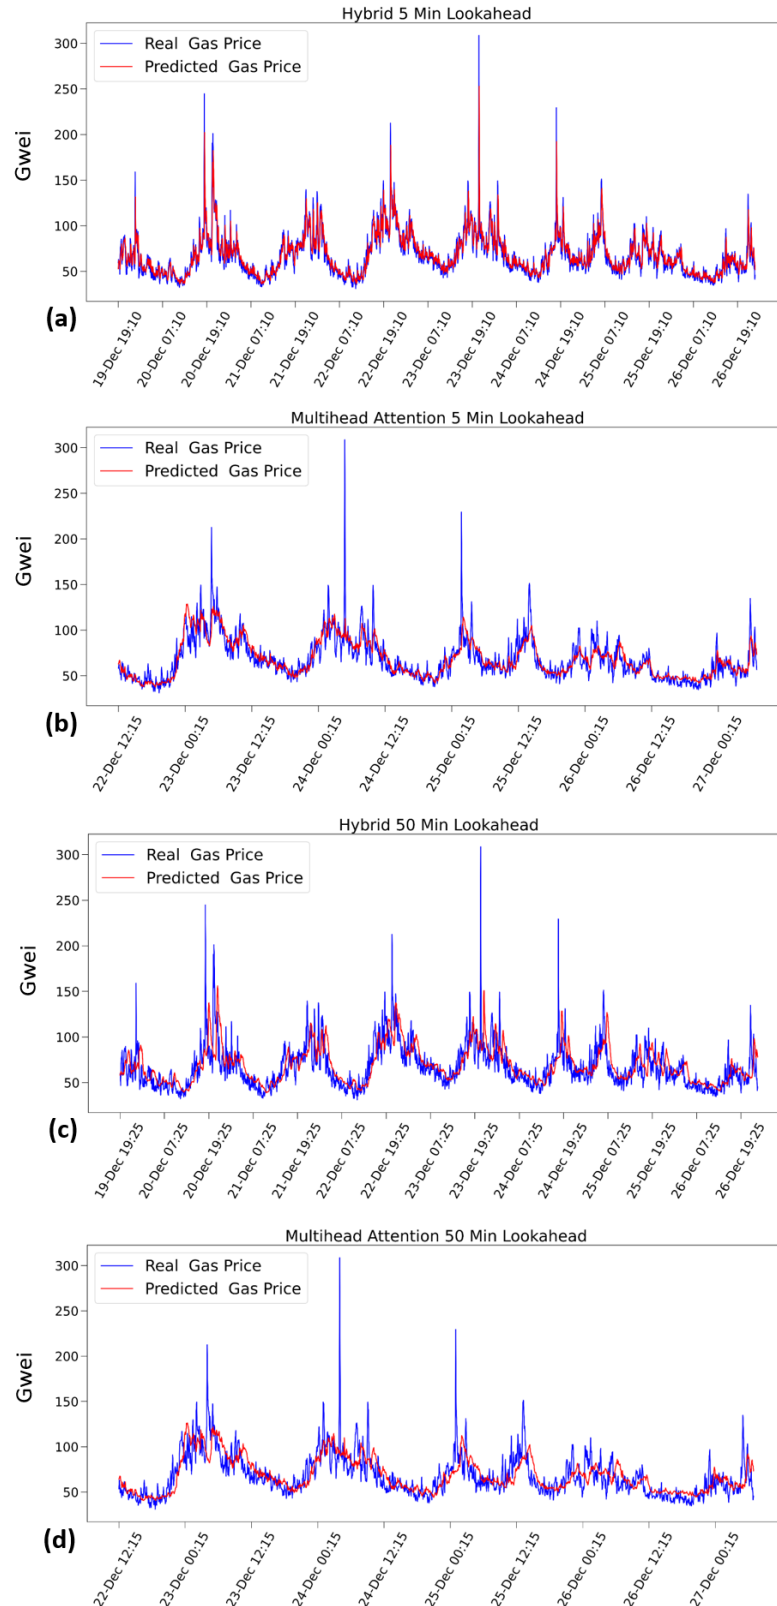 Hybrid 5 Min Lookahead
Real Gas Price
Predicted Gas Price
Gwei
300
250
200
150
100
50
(a)
19-Dec 19:10
20-Dec 07:10
20-Dec 19:10
21-Dec 07:10
21-Dec 19:10
22-Dec 07:10
22-Dec 19:10
23-Dec 07:10
23-Dec 19:10
24-Dec 07:10
24-Dec 19:10
25-Dec 07:10
25-Dec 19:10
26-Dec 07:10
26-Dec 19:10
Multihead Attention 5 Min Lookahead
Real Gas Price
Predicted Gas Price
Gwei
300
250
200
150
100
50
(b)
22-Dec 12:15
23-Dec 00:15
23-Dec 12:15
24-Dec 00:15
24-Dec 12:15
25-Dec 00:15
25-Dec 12:15
26-Dec 00:15
26-Dec 12:15
27-Dec 00:15
Hybrid 50 Min Lookahead
Real Gas Price
Predicted Gas Price
Gwei
300
250
200
150
100
50
(c)
19-Dec 19:25
20-Dec 07:25
20-Dec 19:25
21-Dec 07:25
21-Dec 19:25
22-Dec 07:25
22-Dec 19:25
23-Dec 07:25
23-Dec 19:25
24-Dec 07:25
24-Dec 19:25
25-Dec 07:25
25-Dec 19:25
26-Dec 07:25
26-Dec 19:25
Multihead Attention 50 Min Lookahead
Real Gas Price
Predicted Gas Price
Gwei
300
250
200
150
100
50
(d)
22-Dec 12:15
23-Dec 00:15
23-Dec 12:15
24-Dec 00:15
24-Dec 12:15
25-Dec 00:15
25-Dec 12:15
26-Dec 00:15
26-Dec 12:15
27-Dec 00:15